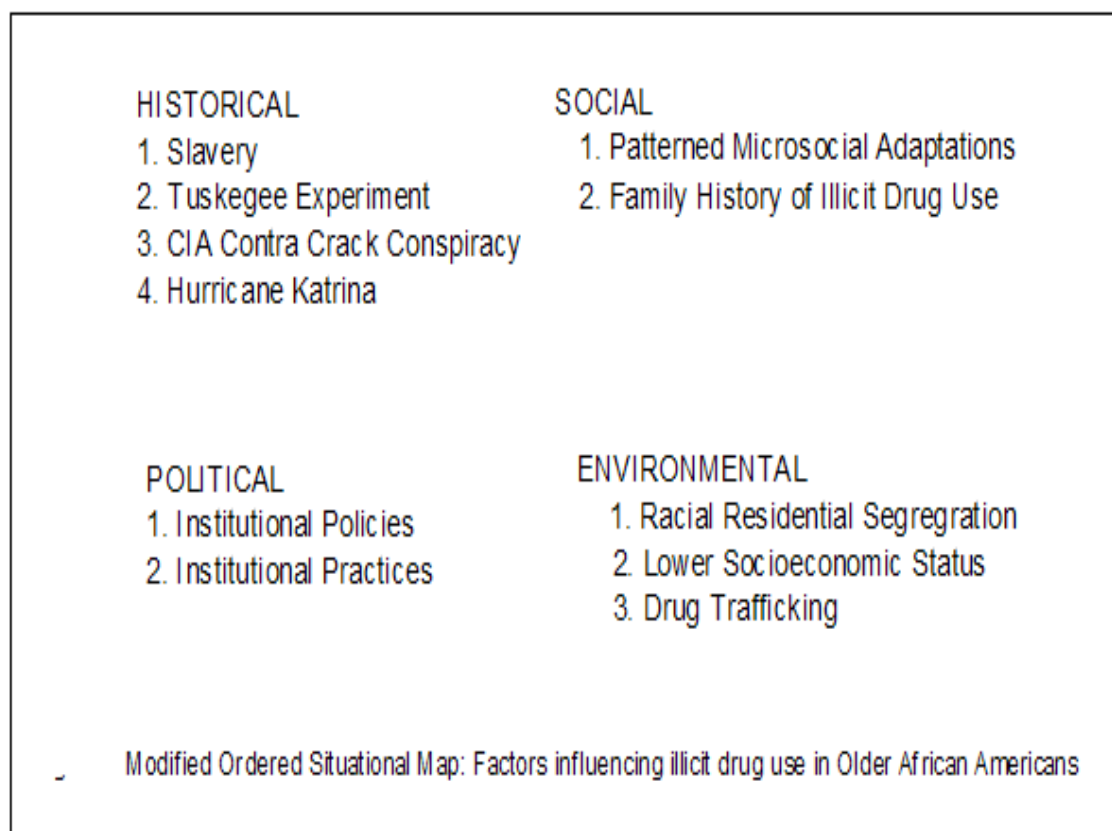 HISTORICAL
1. Slavery
2. Tuskegee Experiment
3. CIA Contra Crack Conspiracy
4. Hurricane Katrina
SOCIAL
1. Patterned Microsocial Adaptations
2. Family History of Illicit Drug Use
POLITICAL
1. Institutional Policies
2. Institutional Practices
ENVIRONMENTAL
1. Racial Residential Segregration
2. Lower Socioeconomic Status
3. Drug Trafficking
Modified Ordered Situational Map: Factors influencing illicit drug use in Older African Americans